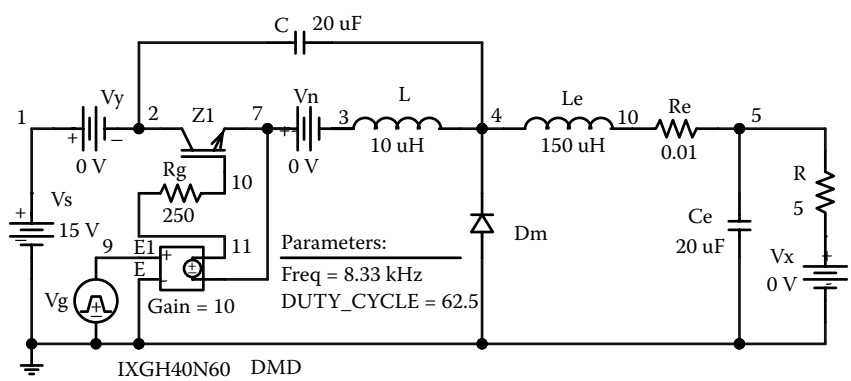 C 20 uF
1 Vy 2 Z1 7 Vn 3 L 4 Le 10 Re 5
+ − + −
0 V 0 V 10 uH 150 uH 0.01
Rg 10 R
250 5
Vs
+ 15 V −
9 E1 + 11 Parameters: Dm Ce Vx +
E - ± Freq = 8.33 kHz 20 uF 0 V -
Vg ± Gain = 10 DUTY_CYCLE = 62.5
IXGH40N60 DMD